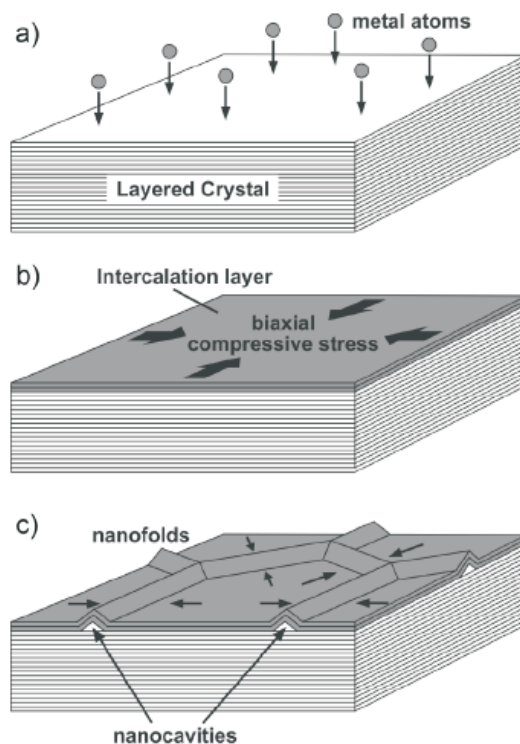 a)
metal atoms
Layered Crystal
b)
Intercalation layer
biaxial
compressive stress
c)
nanofolds
nanocavities